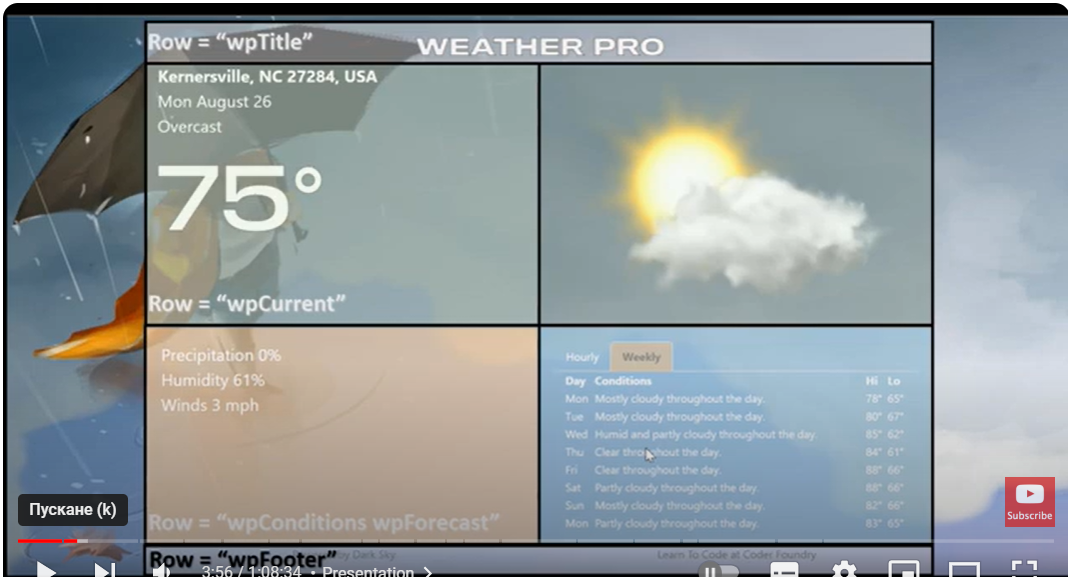 Row = “wpTitle”
WEATHER PRO
Kernersville, NC 27284, USA
Mon August 26
Overcast
75°
Row = “wpCurrent”
Precipitation 0%
Humidity 61%
Winds 3 mph
Row = “wpConditions wpForecast”
Hourly Weekly
Day Conditions Hi Lo
Mon Mostly cloudy throughout the day. 78° 65°
Tue Mostly cloudy throughout the day. 80° 67°
Wed Humid and partly cloudy throughout the day. 85° 62°
Thu Clear throughout the day. 84° 61°
Fri Clear throughout the day. 88° 66°
Sat Partly cloudy throughout the day. 88° 66°
Sun Mostly cloudy throughout the day. 82° 66°
Mon Partly cloudy throughout the day. 83° 65°
Subscribe
Пускане (k)
Row = “wpFooter”
by Dark Sky
Learn To Code at Coder Foundry
3:56 / 1:08:34 • Presentation